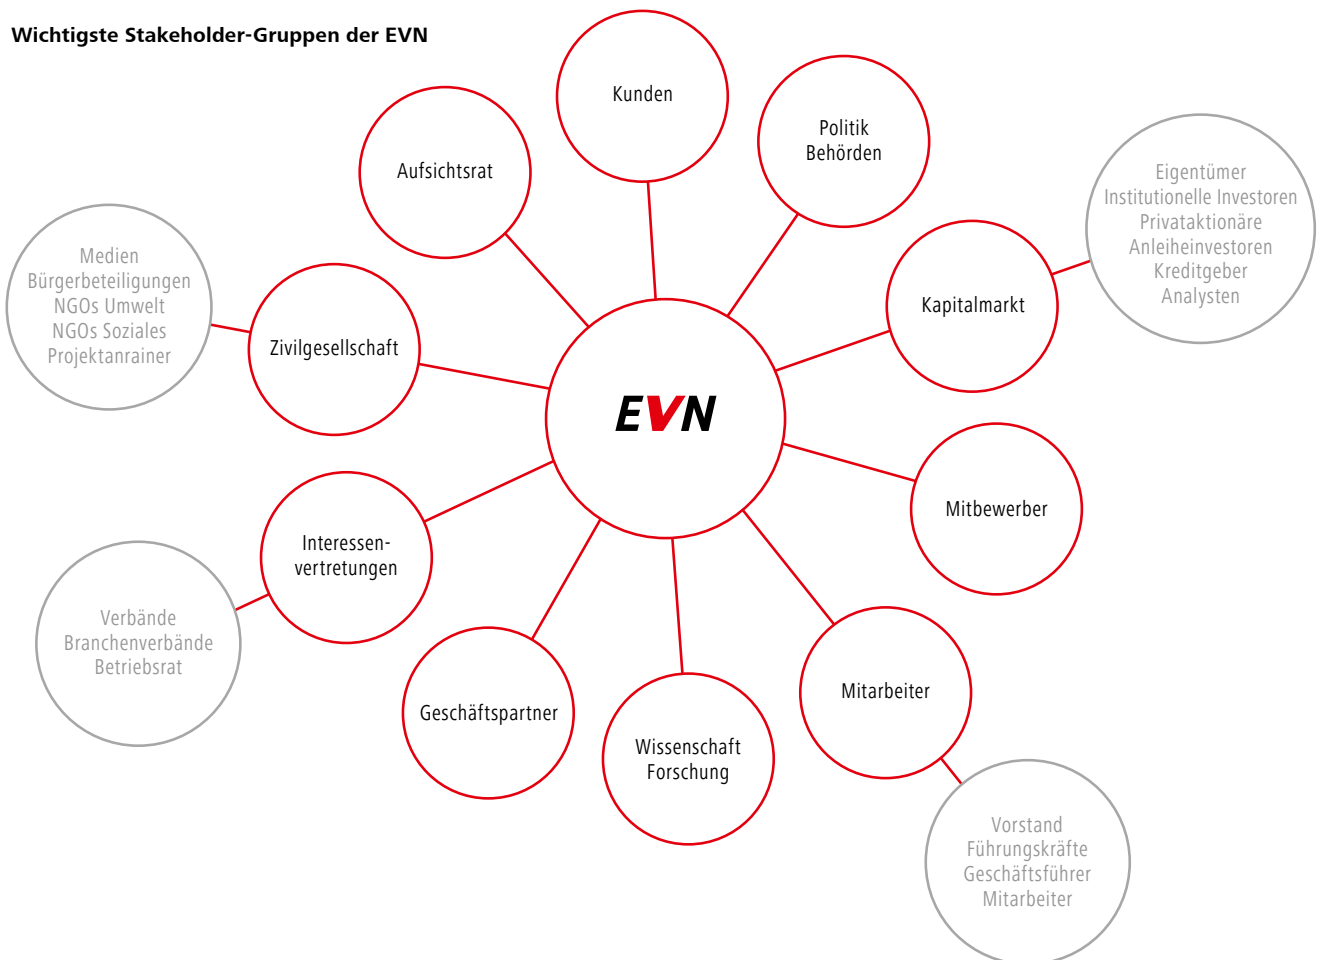 Wichtigste Stakeholder-Gruppen der EVN
Kunden
Politik
Behörden
Aufsichtsrat
Eigentümer
Institutionelle Investoren
Privataktionäre
Anleiheinvestoren
Kreditgeber
Analysten
Kapitalmarkt
Medien
Bürgerbeteiligungen
NGOs Umwelt
NGOs Soziales
Projektanrainer
Zivilgesellschaft
EVN
Mitbewerber
Interessen-
vertretungen
Verbände
Branchenverbände
Betriebsrat
Geschäftspartner
Wissenschaft
Forschung
Mitarbeiter
Vorstand
Führungskräfte
Geschäftsführer
Mitarbeiter